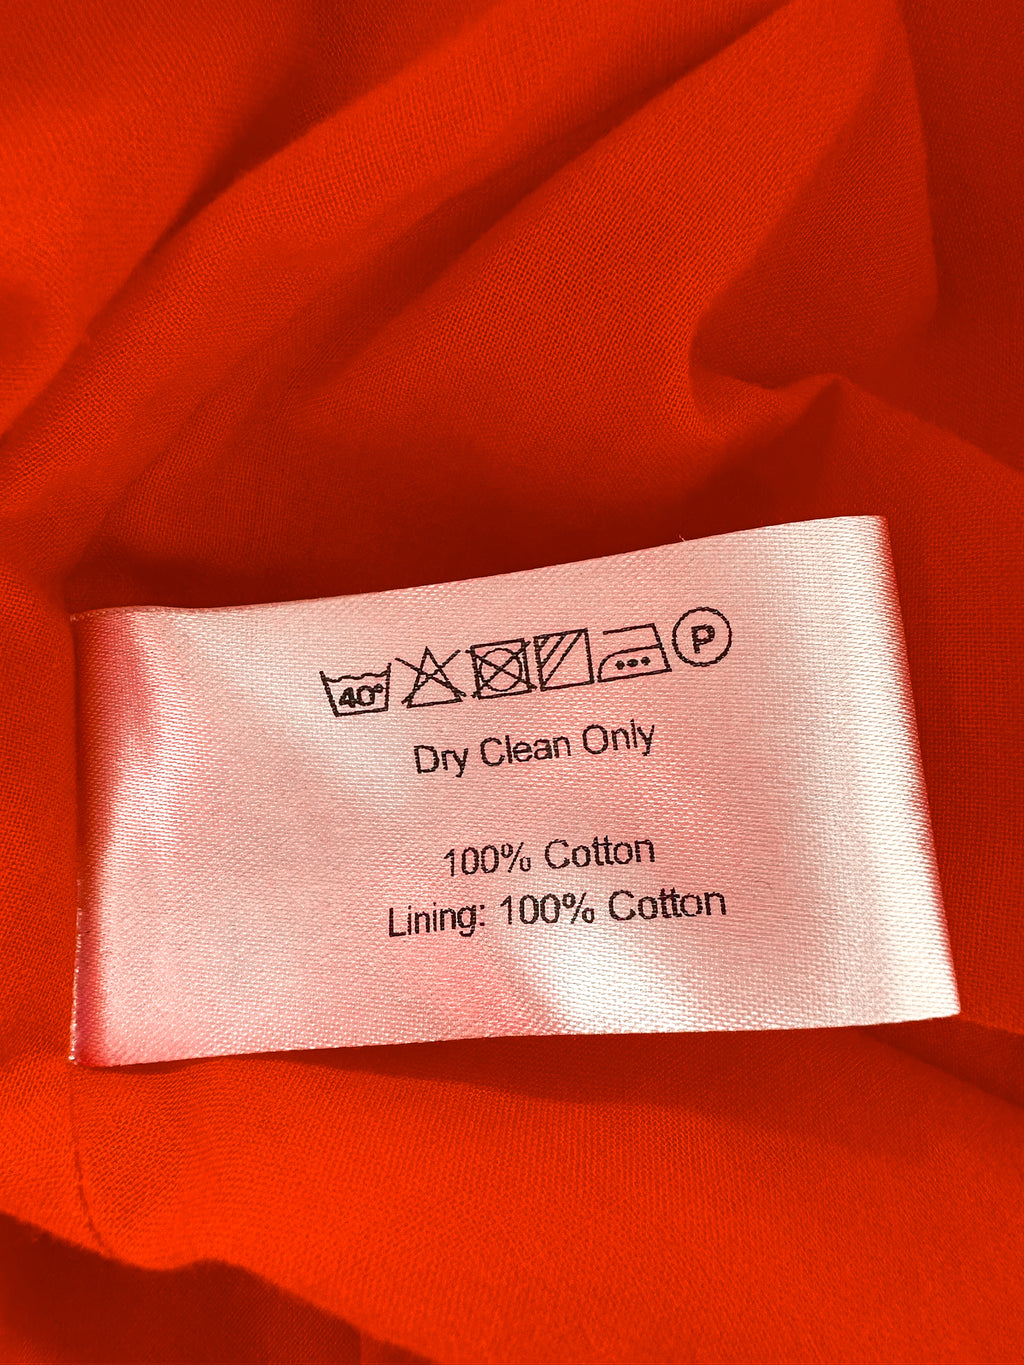 40° P
Dry Clean Only
100% Cotton
Lining: 100% Cotton